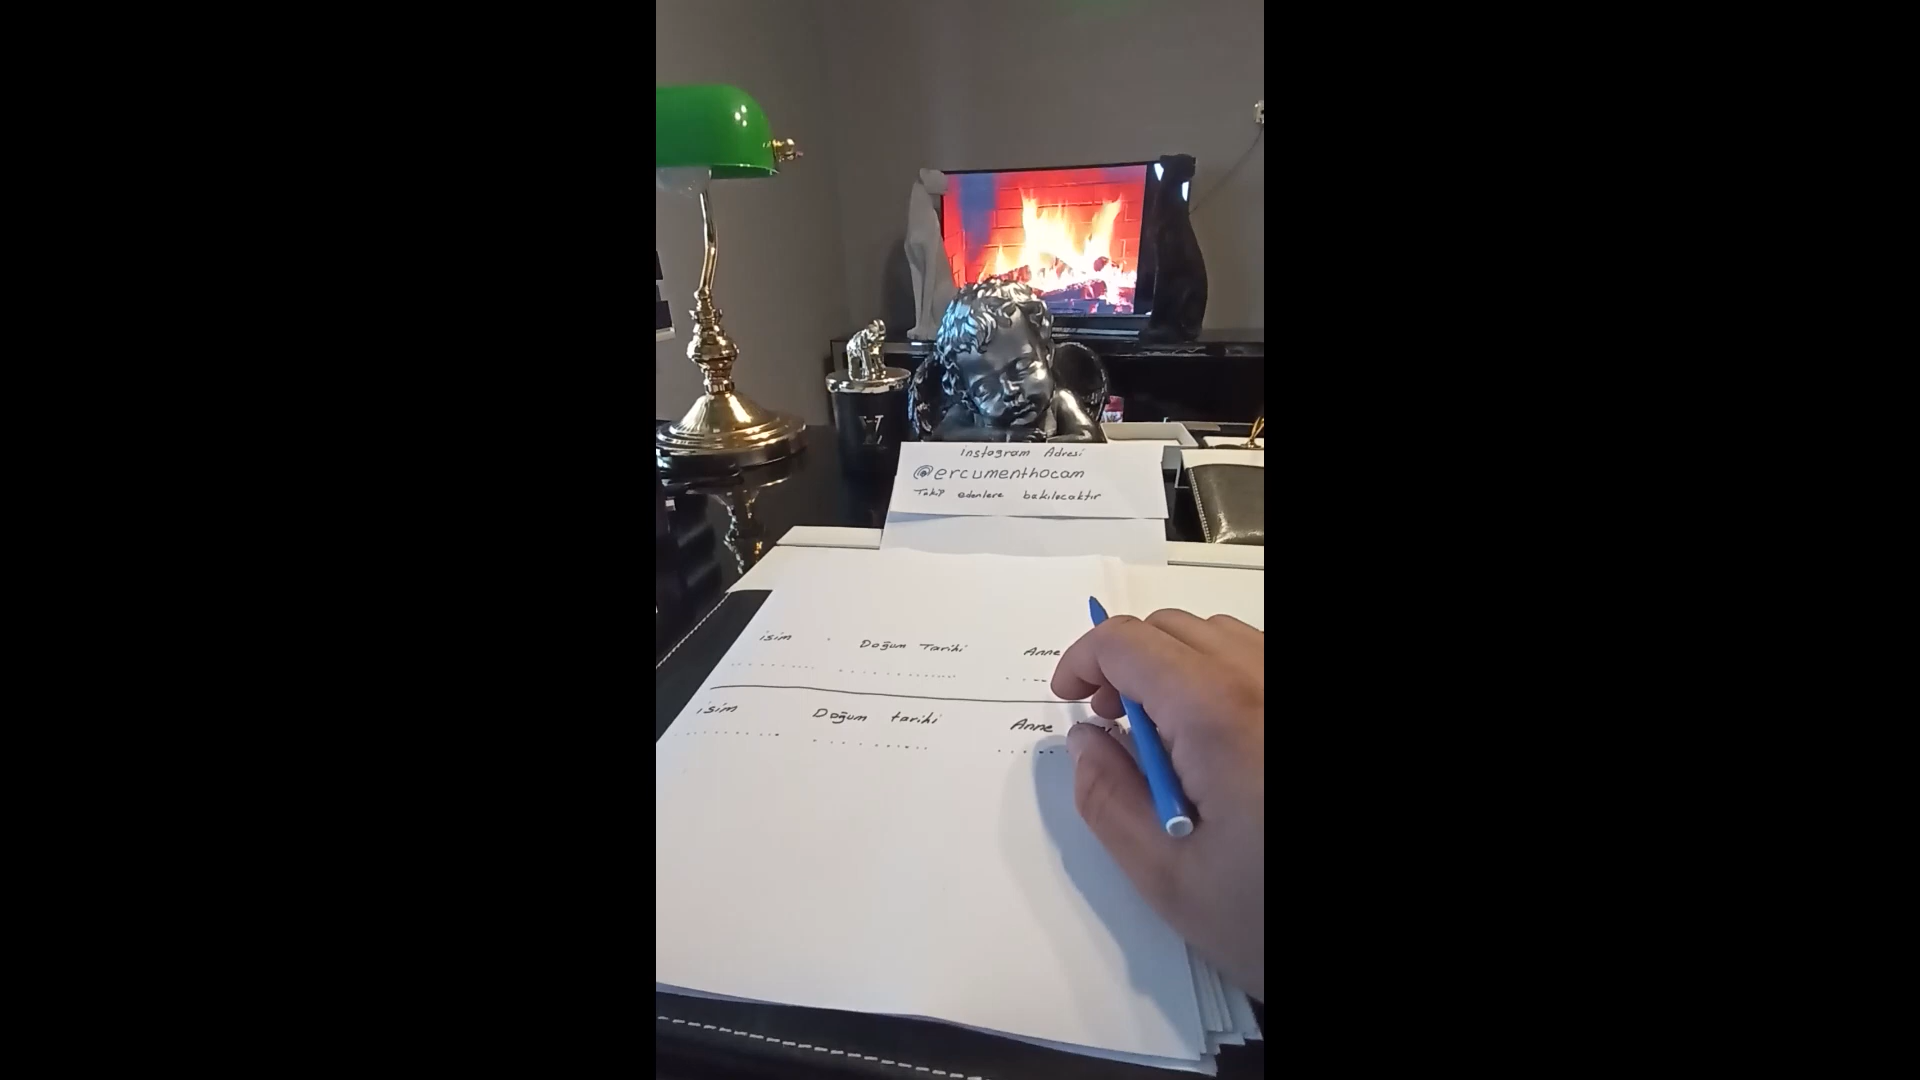 instagram Adresi
@ercumenthocam
Takip edenlere bakılacaktır
isim Doğum Tarihi Anne
isim Doğum tarihi Anne